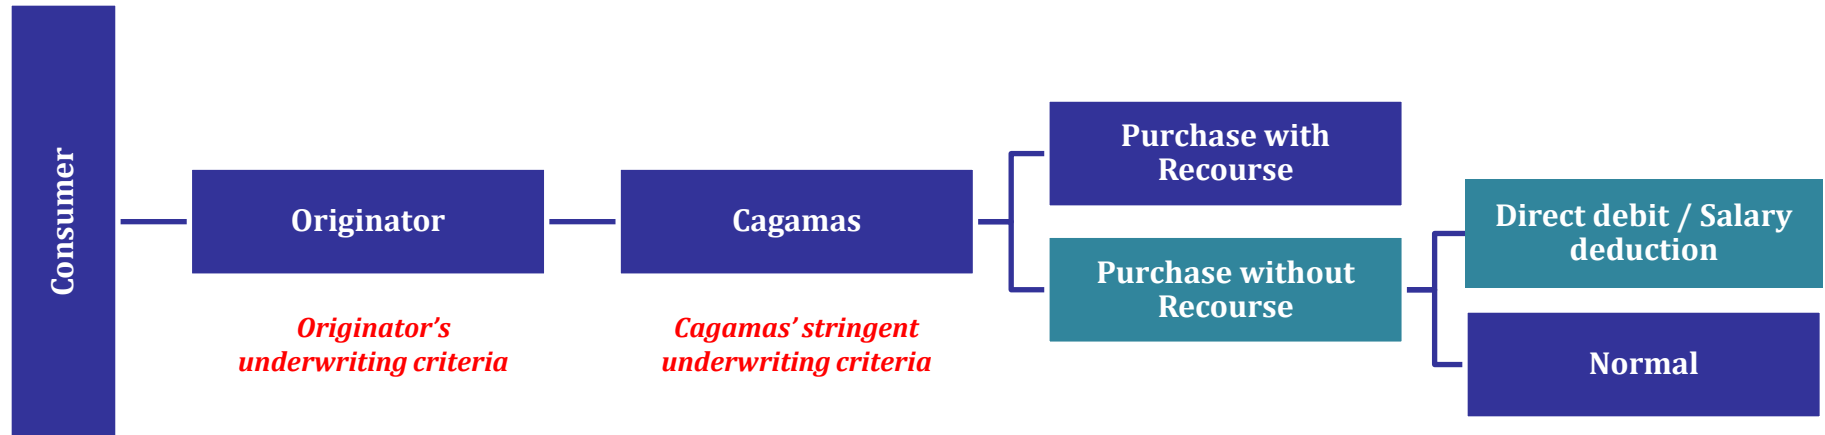 Consumer
Originator
Originator’s
underwriting criteria
Cagamas
Cagamas’ stringent
underwriting criteria
Purchase with
Recourse
Purchase without
Recourse
Direct debit / Salary
deduction
Normal